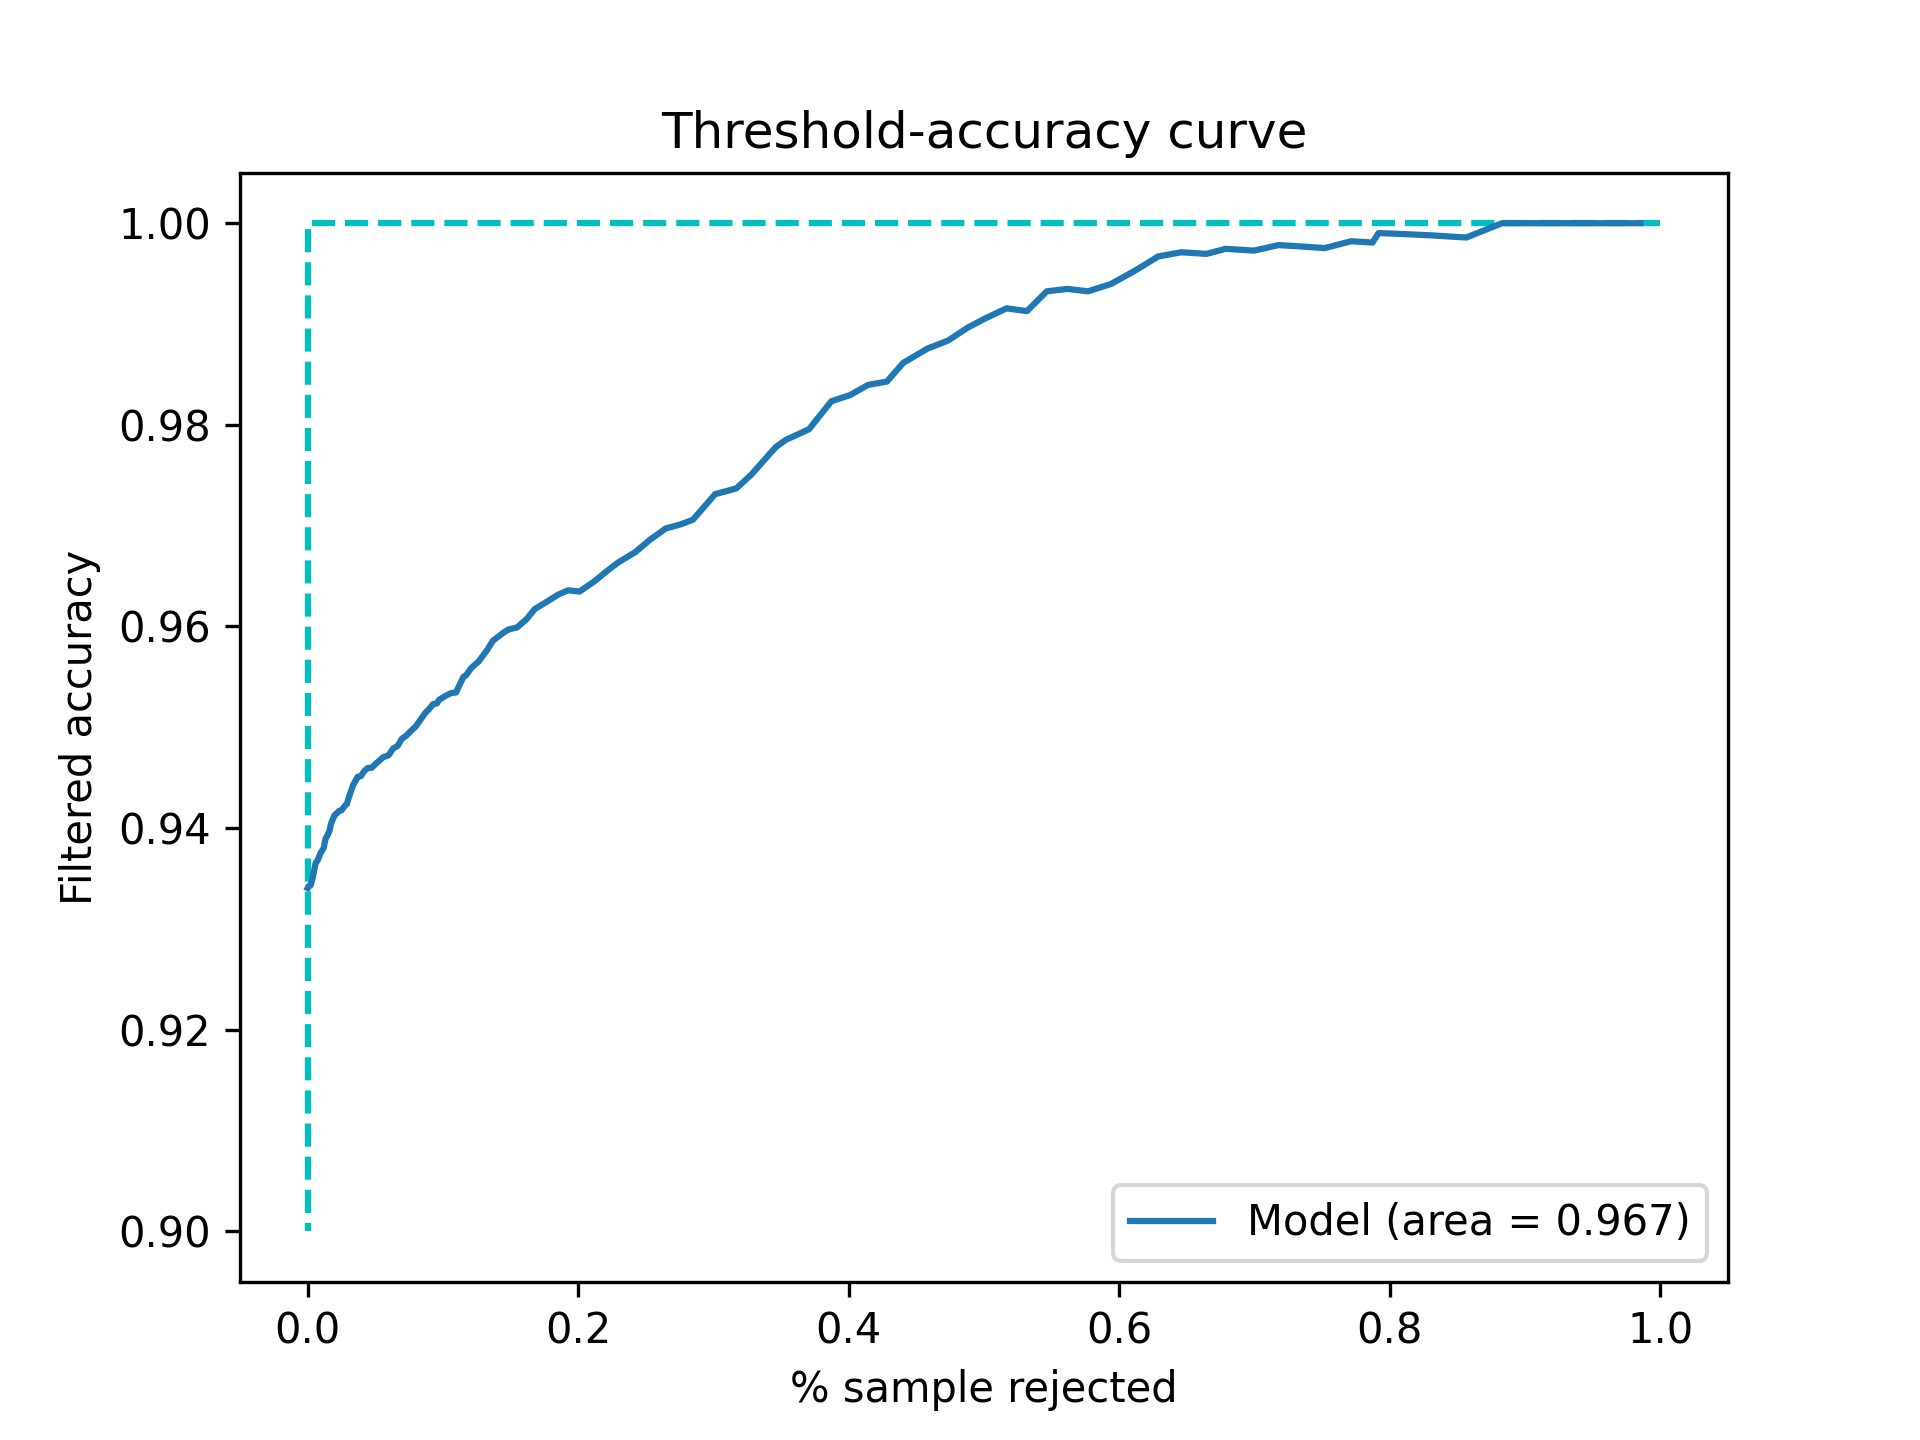 Threshold-accuracy curve
1.00
0.98
0.96
0.94
0.92
0.90
Filtered accuracy
Model (area = 0.967)
0.0 0.2 0.4 0.6 0.8 1.0
% sample rejected